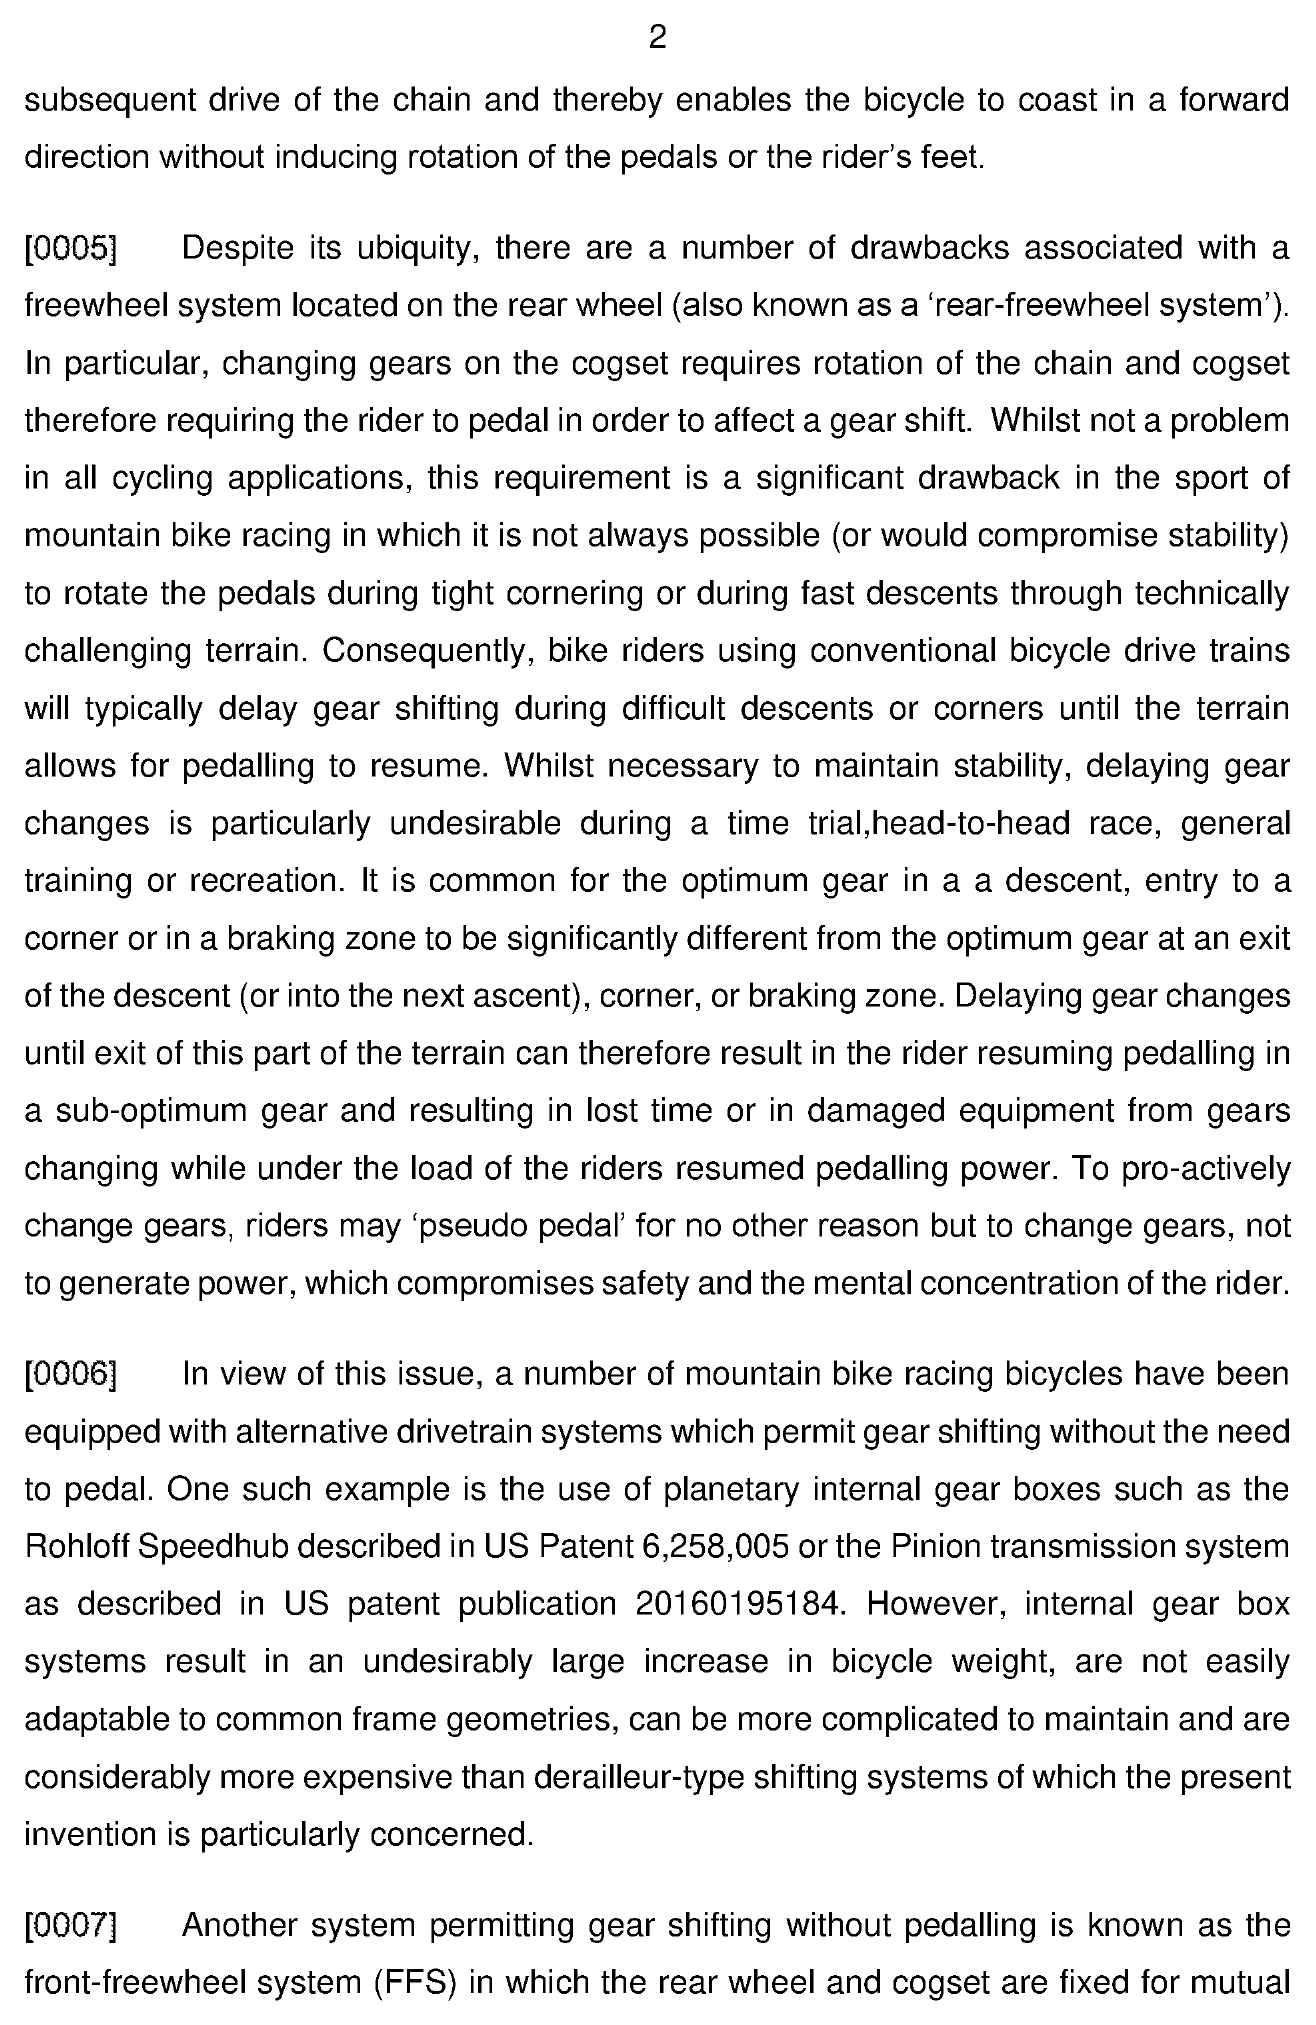 2
subsequent drive of the chain and thereby enables the bicycle to coast in a forward
direction without inducing rotation of the pedals or the rider’s feet.
[0005] Despite its ubiquity, there are a number of drawbacks associated with a
freewheel system located on the rear wheel (also known as a ‘rear-freewheel system’).
In particular, changing gears on the cogset requires rotation of the chain and cogset
therefore requiring the rider to pedal in order to affect a gear shift. Whilst not a problem
in all cycling applications, this requirement is a significant drawback in the sport of
mountain bike racing in which it is not always possible (or would compromise stability)
to rotate the pedals during tight cornering or during fast descents through technically
challenging terrain. Consequently, bike riders using conventional bicycle drive trains
will typically delay gear shifting during difficult descents or corners until the terrain
allows for pedalling to resume. Whilst necessary to maintain stability, delaying gear
changes is particularly undesirable during a time trial,head-to-head race, general
training or recreation. It is common for the optimum gear in a a descent, entry to a
corner or in a braking zone to be significantly different from the optimum gear at an exit
of the descent (or into the next ascent), corner, or braking zone. Delaying gear changes
until exit of this part of the terrain can therefore result in the rider resuming pedalling in
a sub-optimum gear and resulting in lost time or in damaged equipment from gears
changing while under the load of the riders resumed pedalling power. To pro-actively
change gears, riders may ‘pseudo pedal’ for no other reason but to change gears, not
to generate power, which compromises safety and the mental concentration of the rider.
[0006] In view of this issue, a number of mountain bike racing bicycles have been
equipped with alternative drivetrain systems which permit gear shifting without the need
to pedal. One such example is the use of planetary internal gear boxes such as the
Rohloff Speedhub described in US Patent 6,258,005 or the Pinion transmission system
as described in US patent publication 20160195184. However, internal gear box
systems result in an undesirably large increase in bicycle weight, are not easily
adaptable to common frame geometries, can be more complicated to maintain and are
considerably more expensive than derailleur-type shifting systems of which the present
invention is particularly concerned.
[0007] Another system permitting gear shifting without pedalling is known as the
front-freewheel system (FFS) in which the rear wheel and cogset are fixed for mutual